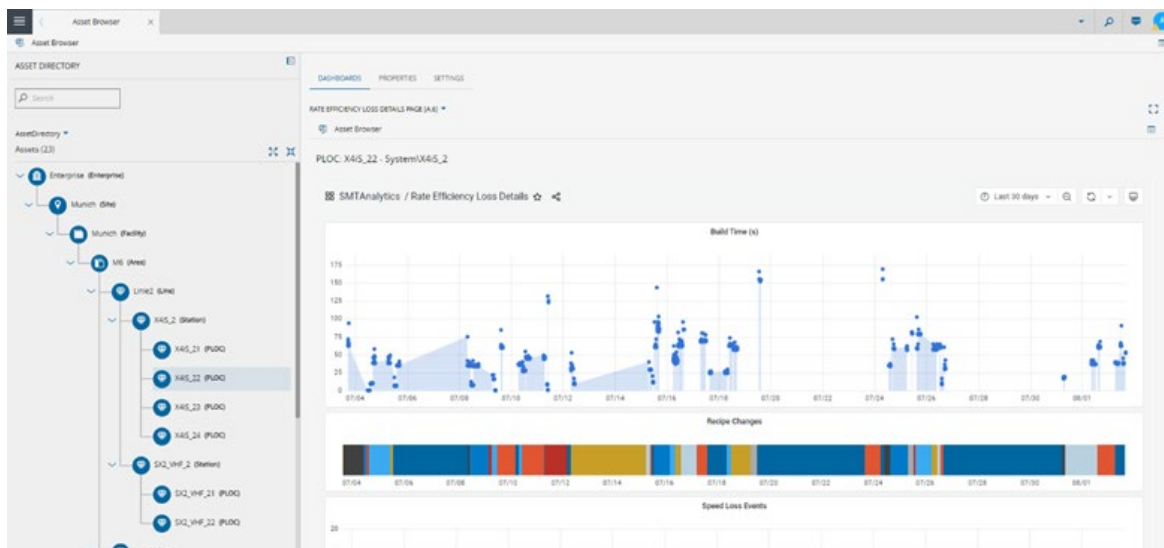 Asset Browser
Asset Browser
ASSET DIRECTORY
Search
AssetDirectory
Assets (23)
Enterprise (Enterprise)
Munich (Site)
Munich (Facility)
M6 (Area)
Linie2 (Line)
X4iS_2 (Station)
X4iS_21 (PLOC)
X4iS_22 (PLOC)
X4iS_23 (PLOC)
X4iS_24 (PLOC)
SX2_VHF_2 (Station)
SX2_VHF_21 (PLOC)
SX2_VHF_22 (PLOC)
DASHBOARDS PROPERTIES SETTINGS
RATE EFFICIENCY LOSS DETAILS PAGE (A.6)
Asset Browser
PLOC: X4iS_22 - System\X4iS_2
SMTAnalytics / Rate Efficiency Loss Details
Last 30 days
Build Time (s)
175
150
125
100
75
50
25
0
07/04 07/06 07/08 07/10 07/12 07/14 07/16 07/18 07/20 07/22 07/24 07/26 07/28 07/30 08/01
Recipe Changes
07/04 07/06 07/08 07/10 07/12 07/14 07/16 07/18 07/20 07/22 07/24 07/26 07/28 07/30 08/01
Speed Loss Events
20